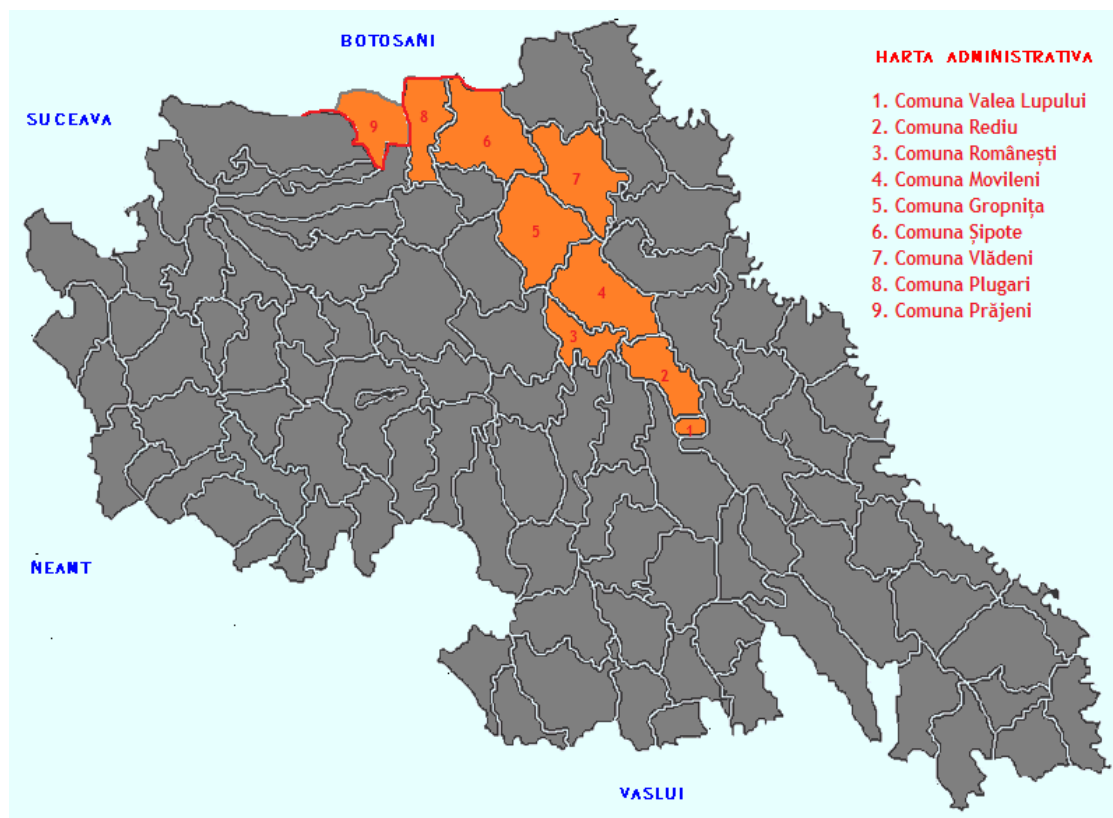 BOTOSANI
SUCEAVA
HARTA ADMINISTRATIVA
1. Comuna Valea Lupului
2. Comuna Rediu
3. Comuna Românești
4. Comuna Movileni
5. Comuna Gropnița
6. Comuna Șipote
7. Comuna Vlădeni
8. Comuna Plugari
9. Comuna Prăjeni
9
8
6
7
5
4
3
2
1
NEAMT
VASLUI